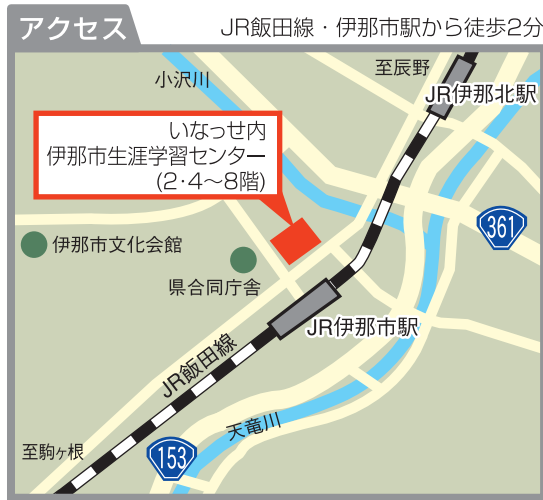 アクセス
JR飯田線・伊那市駅から徒歩2分
小沢川
至辰野
JR伊那北駅
いなっせ内
伊那市生涯学習センター
(2・4〜8階)
361
伊那市文化会館
県合同庁舎
JR伊那市駅
JR飯田線
天竜川
至駒ヶ根
153